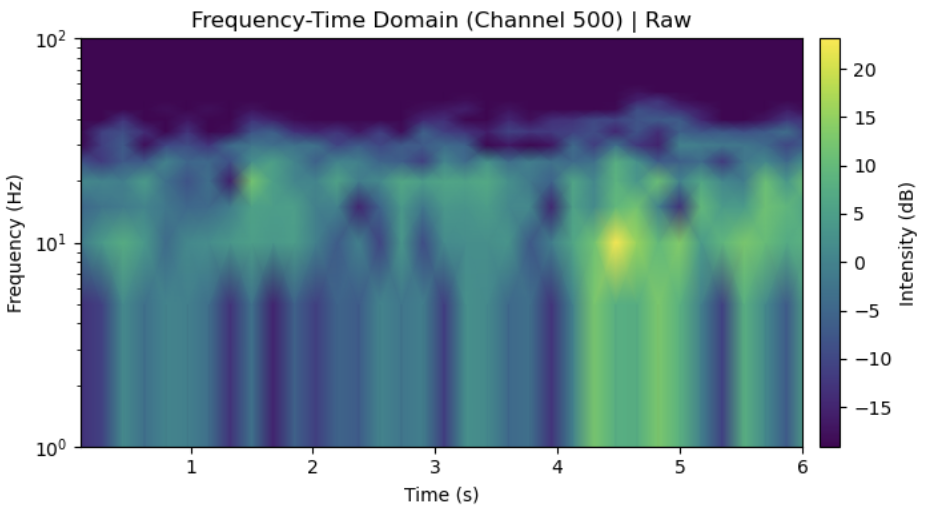 Frequency-Time Domain (Channel 500) | Raw
10²
10¹
10⁰
Frequency (Hz)
1 2 3 4 5 6
Time (s)
20
15
10
5
0
−5
−10
−15
Intensity (dB)